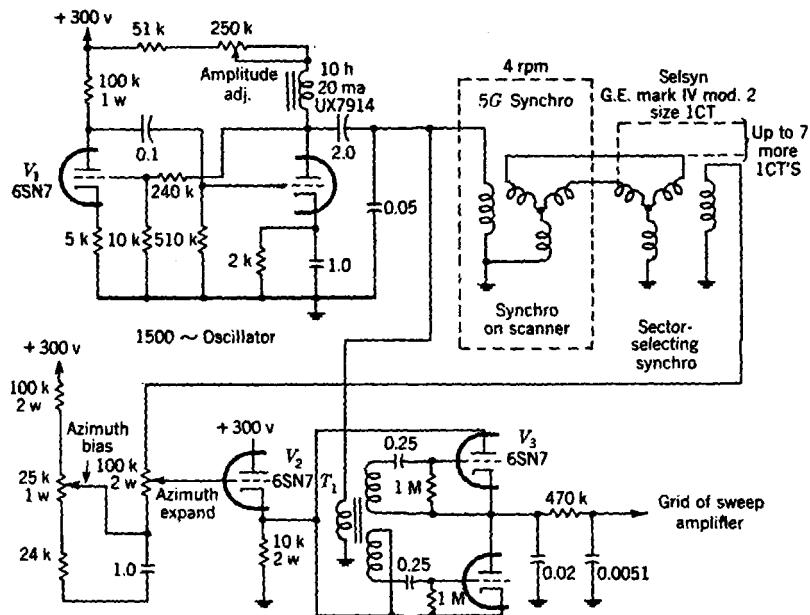 + 300 v
51 k
250 k
Amplitude
adj.
10 h
20 ma
UX7914
100 k
1 w
0.1
2.0
V₁
6SN7
240 k
0.05
5 k
10 k
510 k
2 k
1.0
1500 ~ Oscillator
4 rpm
5G Synchro
Synchro
on scanner
Selsyn
G.E. mark IV mod. 2
size 1CT
Up to 7
more
1CT'S
Sector-
selecting
synchro
+ 300 v
100 k
2 w
Azimuth
bias
25 k
1 w
24 k
100 k
2 w
Azimuth
expand
1.0
+ 300 v
V₂
6SN7
10 k
2 w
T₁
0.25
1 M
V₃
6SN7
0.25
1 M
470 k
0.02
0.0051
Grid of sweep
amplifier